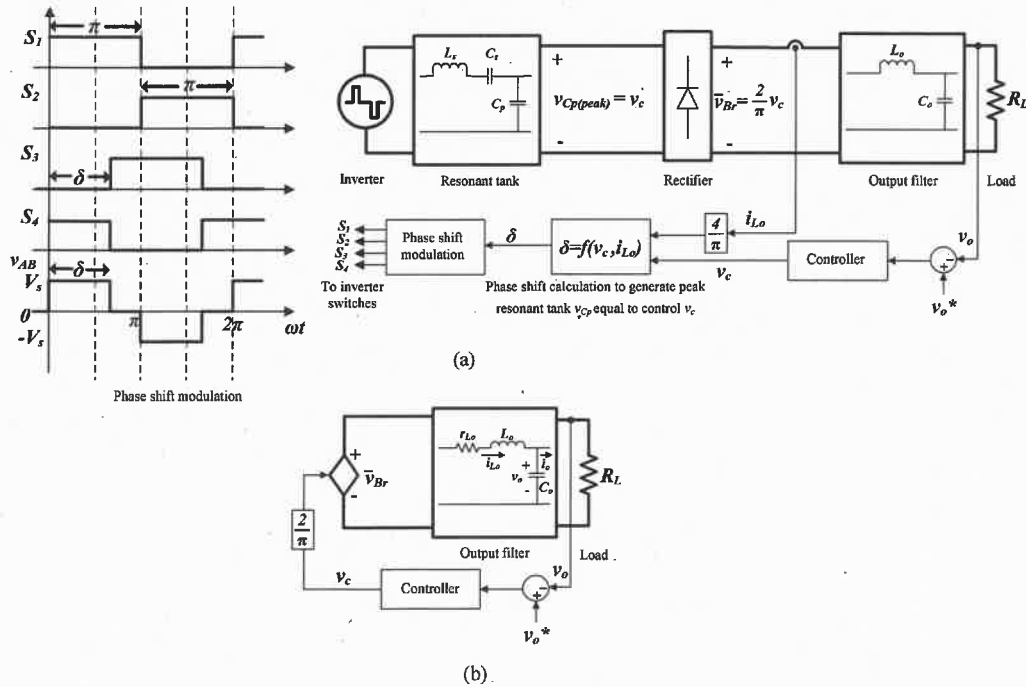 π
S1
π
S2
S3
δ
S4
vAB
δ
Vs
0
π
2π
ωt
-Vs
Phase shift modulation
Ls
Cs
Cp
+
vCp(peak) = vc
-
+
v̄Br = 2/π vc
-
Lo
Co
RL
Inverter
Resonant tank
Rectifier
Output filter
Load
S1
S2
S3
S4
Phase shift
modulation
δ
δ=f(vc, iLo)
4/π
iLo
vc
Controller
+
-
vo
vo*
To inverter
switches
Phase shift calculation to generate peak
resonant tank vCp equal to control vc
(a)
+
v̄Br
-
rLo
Lo
iLo
+
vo
-
io
Co
RL
2/π
Output filter
Load
vc
Controller
+
-
vo
vo*
(b)